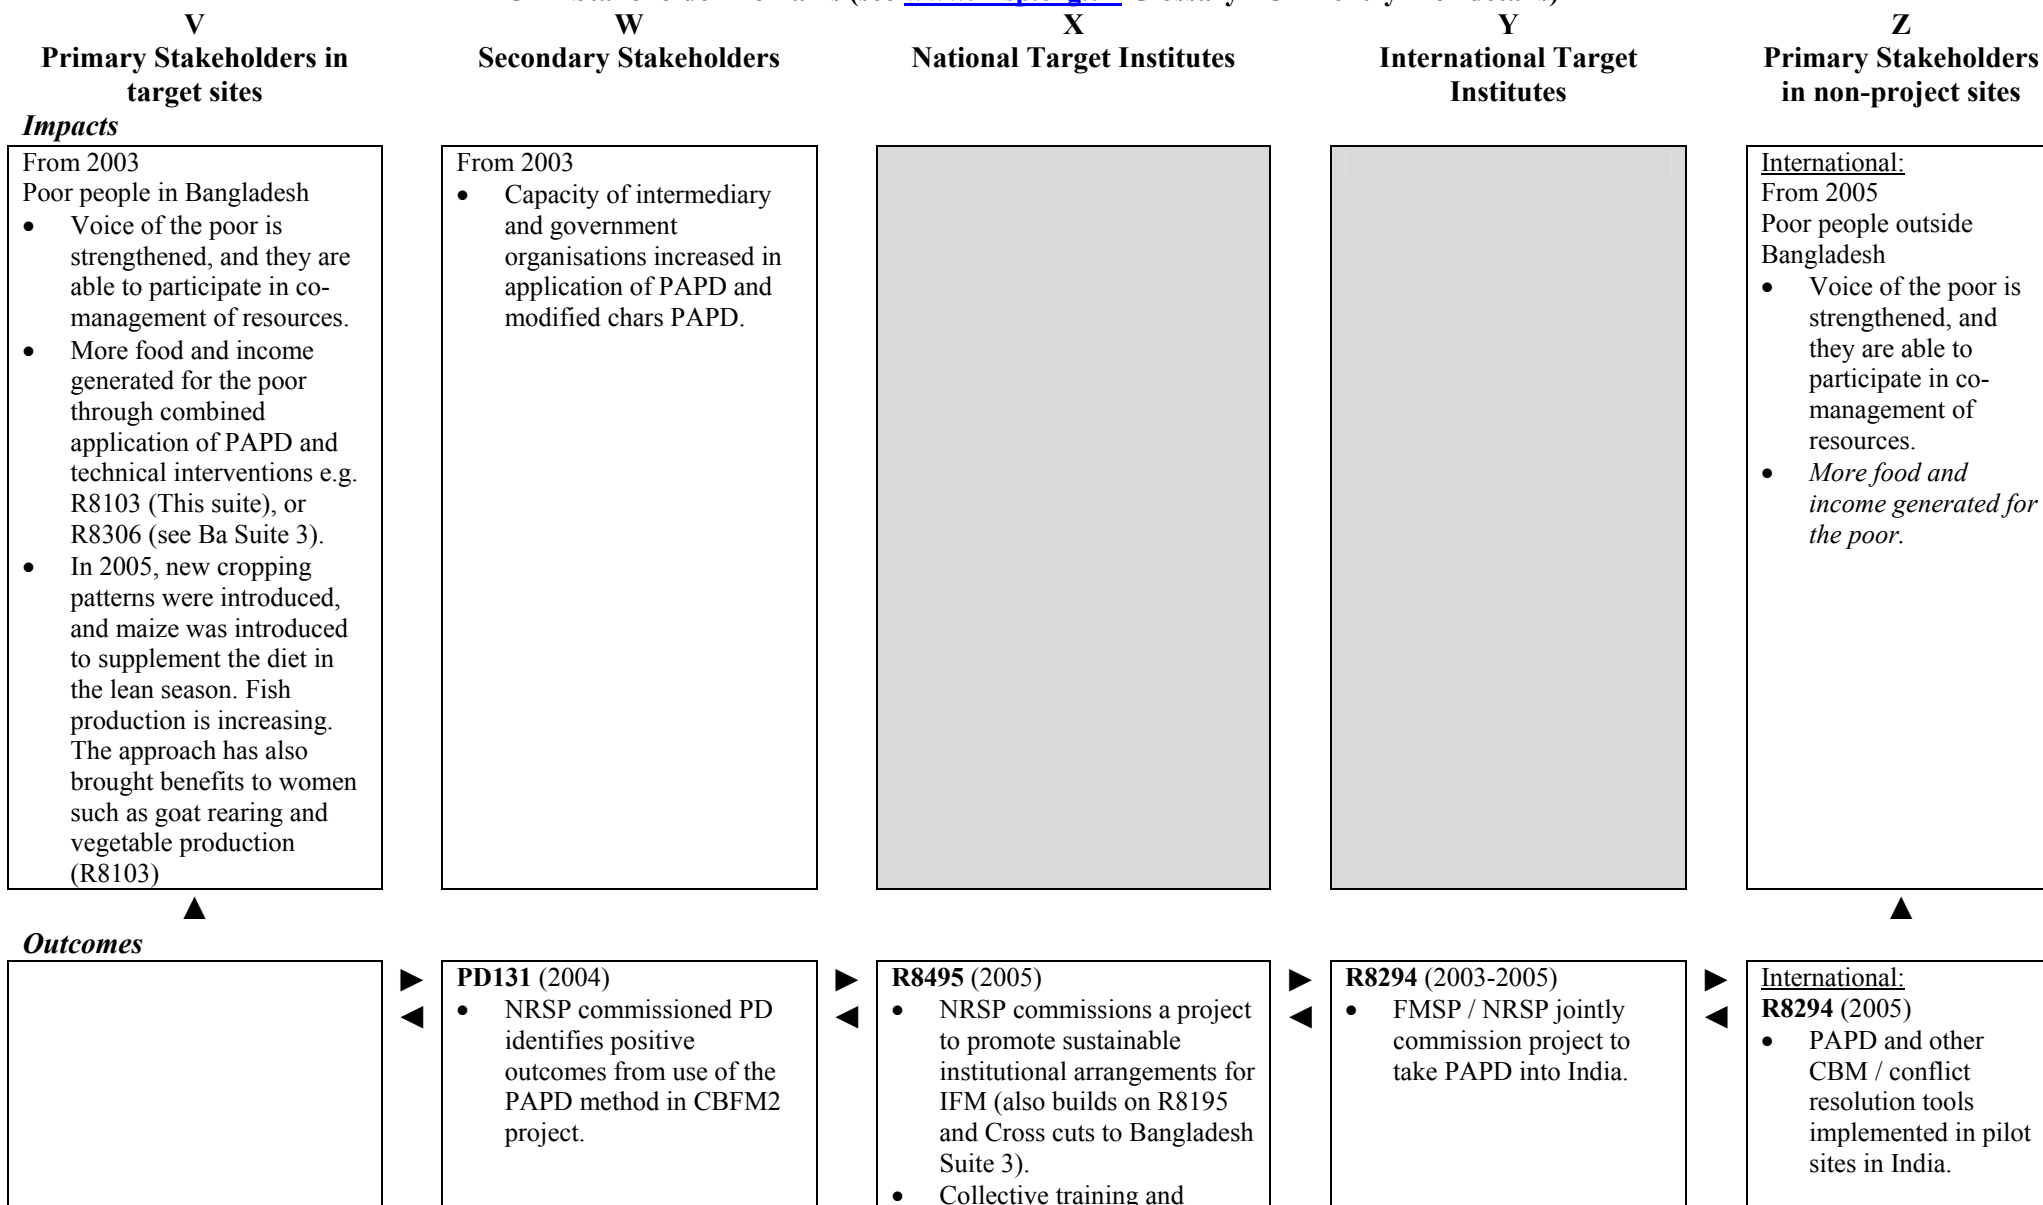 V
Primary Stakeholders in
target sites
W
Secondary Stakeholders
X
National Target Institutes
Y
International Target
Institutes
Z
Primary Stakeholders
in non-project sites
Impacts
From 2003
Poor people in Bangladesh
• Voice of the poor is
strengthened, and they are
able to participate in co-
management of resources.
• More food and income
generated for the poor
through combined
application of PAPD and
technical interventions e.g.
R8103 (This suite), or
R8306 (see Ba Suite 3).
• In 2005, new cropping
patterns were introduced,
and maize was introduced
to supplement the diet in
the lean season. Fish
production is increasing.
The approach has also
brought benefits to women
such as goat rearing and
vegetable production
(R8103)
From 2003
• Capacity of intermediary
and government
organisations increased in
application of PAPD and
modified chars PAPD.
International:
From 2005
Poor people outside
Bangladesh
• Voice of the poor is
strengthened, and
they are able to
participate in co-
management of
resources.
• More food and
income generated for
the poor.
Outcomes
PD131 (2004)
• NRSP commissioned PD
identifies positive
outcomes from use of the
PAPD method in CBFM2
project.
R8495 (2005)
• NRSP commissions a project
to promote sustainable
institutional arrangements for
IFM (also builds on R8195
and Cross cuts to Bangladesh
Suite 3).
• Collective training and
R8294 (2003-2005)
• FMSP / NRSP jointly
commission project to
take PAPD into India.
International:
R8294 (2005)
• PAPD and other
CBM / conflict
resolution tools
implemented in pilot
sites in India.